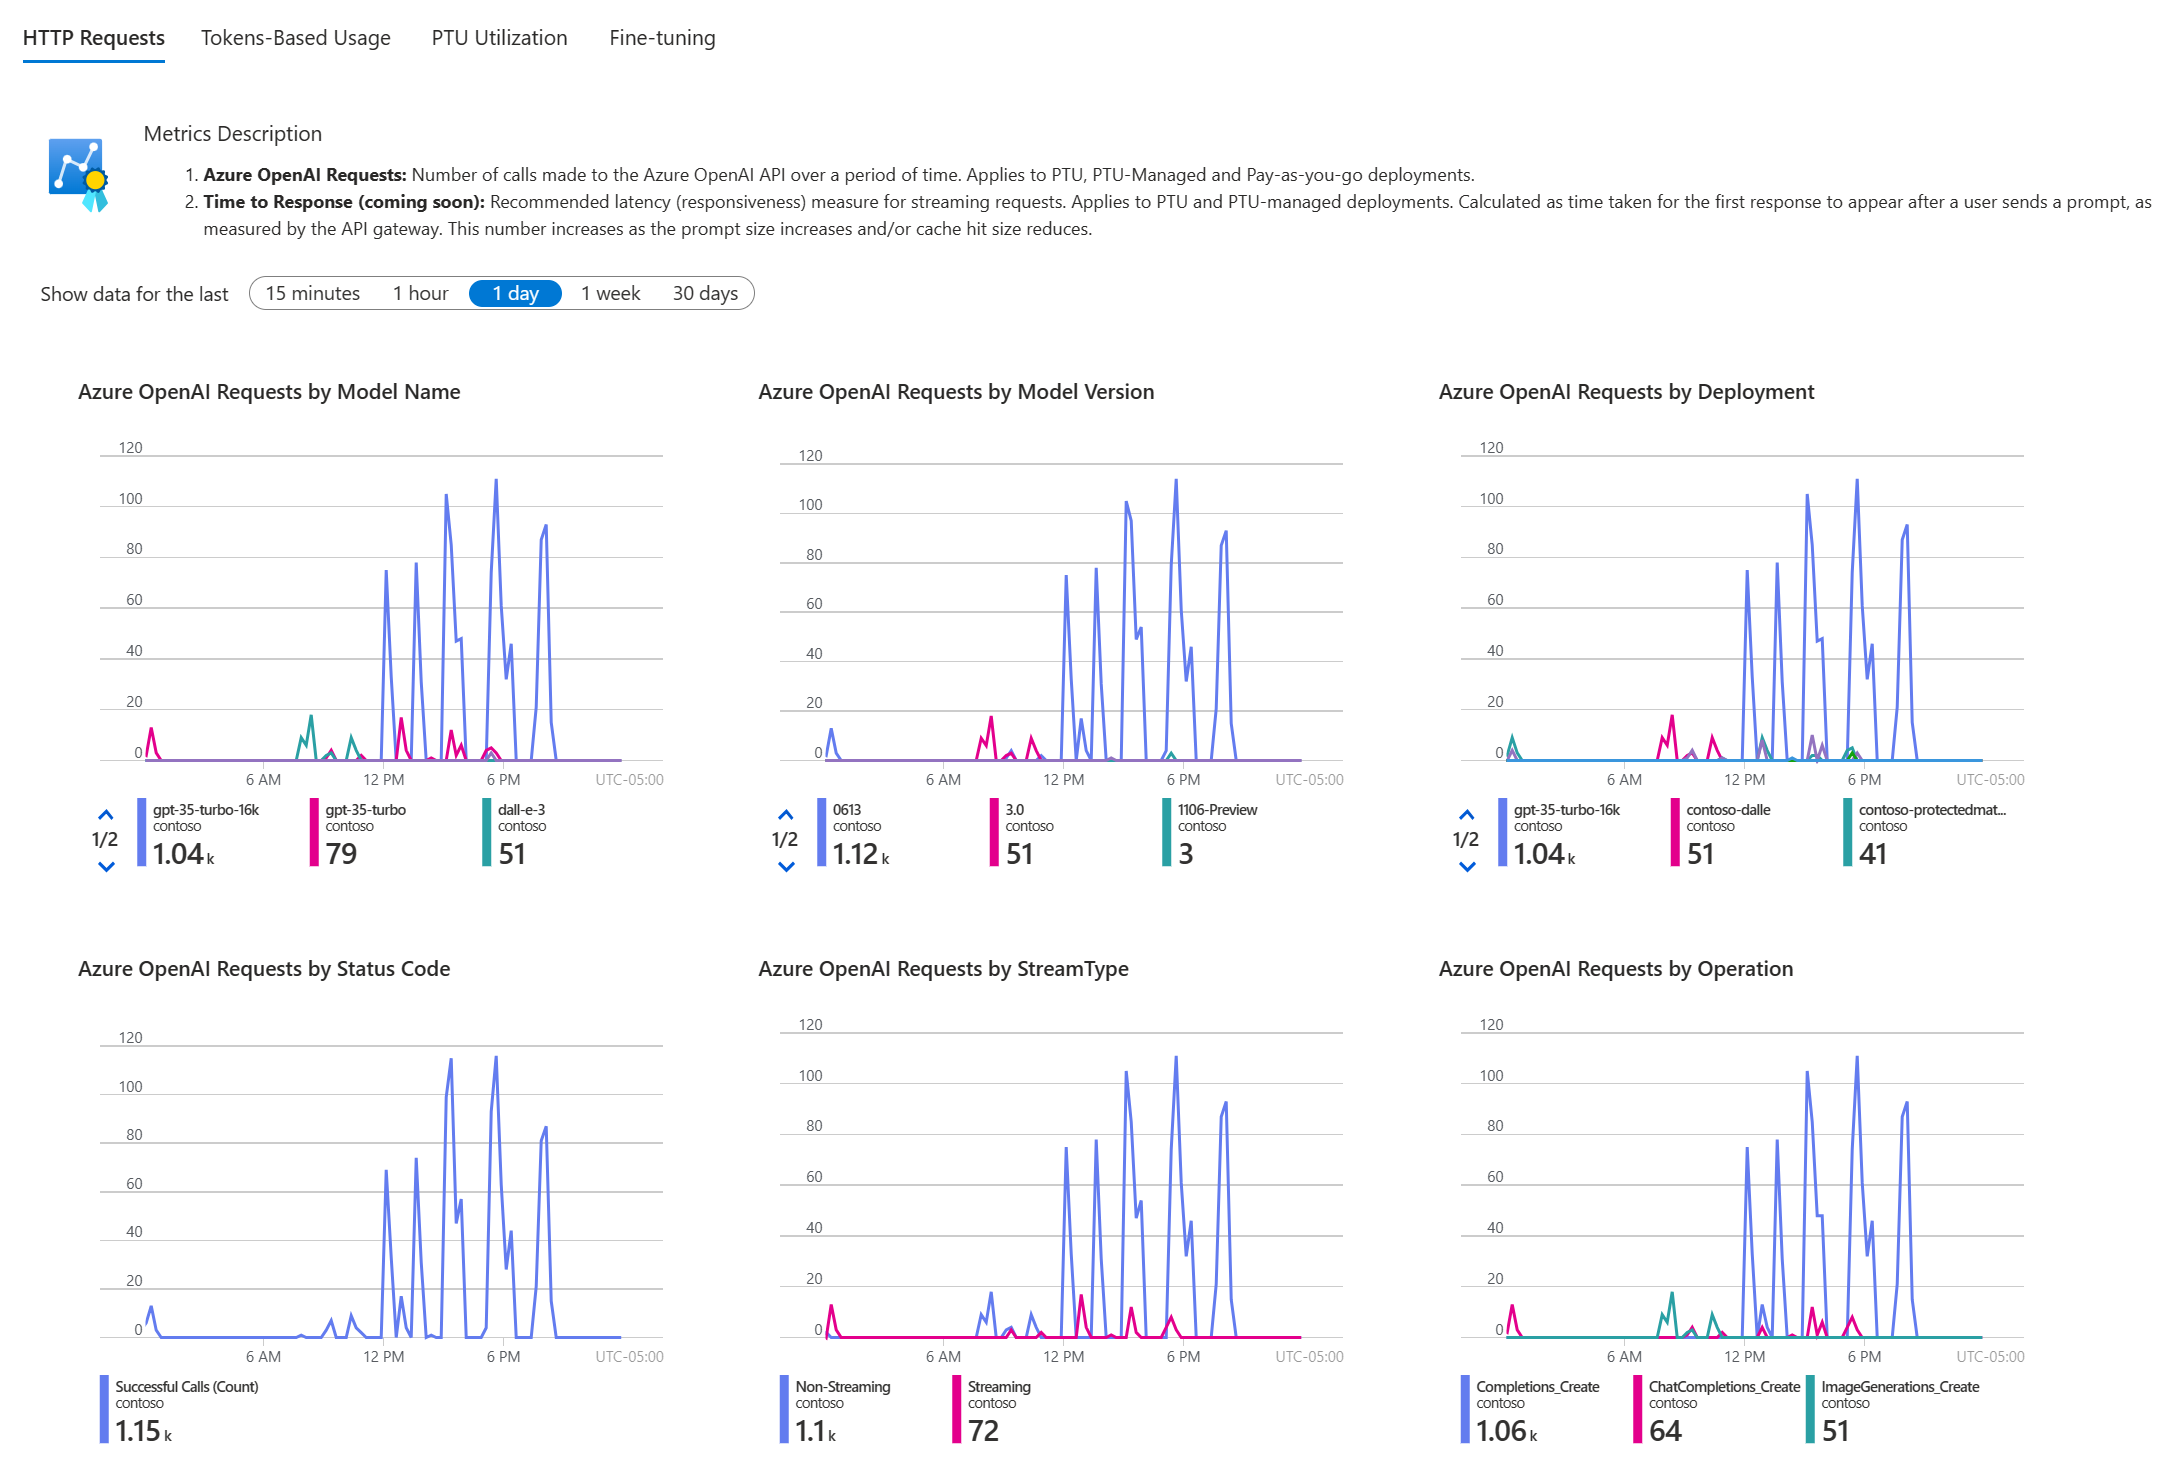 HTTP Requests Tokens-Based Usage PTU Utilization Fine-tuning
Metrics Description
1. Azure OpenAI Requests: Number of calls made to the Azure OpenAI API over a period of time. Applies to PTU, PTU-Managed and Pay-as-you-go deployments.
2. Time to Response (coming soon): Recommended latency (responsiveness) measure for streaming requests. Applies to PTU and PTU-managed deployments. Calculated as time taken for the first response to appear after a user sends a prompt, as
measured by the API gateway. This number increases as the prompt size increases and/or cache hit size reduces.
Show data for the last 15 minutes 1 hour 1 day 1 week 30 days
Azure OpenAI Requests by Model Name
120
100
80
60
40
20
0
6 AM 12 PM 6 PM UTC-05:00
1/2
gpt-35-turbo-16k
contoso
1.04 k
gpt-35-turbo
contoso
79
dall-e-3
contoso
51
Azure OpenAI Requests by Model Version
120
100
80
60
40
20
0
6 AM 12 PM 6 PM UTC-05:00
1/2
0613
contoso
1.12 k
3.0
contoso
51
1106-Preview
contoso
3
Azure OpenAI Requests by Deployment
120
100
80
60
40
20
0
6 AM 12 PM 6 PM UTC-05:00
1/2
gpt-35-turbo-16k
contoso
1.04 k
contoso-dalle
contoso
51
contoso-protectedmat...
contoso
41
Azure OpenAI Requests by Status Code
120
100
80
60
40
20
0
6 AM 12 PM 6 PM UTC-05:00
Successful Calls (Count)
contoso
1.15 k
Azure OpenAI Requests by StreamType
120
100
80
60
40
20
0
6 AM 12 PM 6 PM UTC-05:00
Non-Streaming
contoso
1.1 k
Streaming
contoso
72
Azure OpenAI Requests by Operation
120
100
80
60
40
20
0
6 AM 12 PM 6 PM UTC-05:00
Completions_Create
contoso
1.06 k
ChatCompletions_Create
contoso
64
ImageGenerations_Create
contoso
51